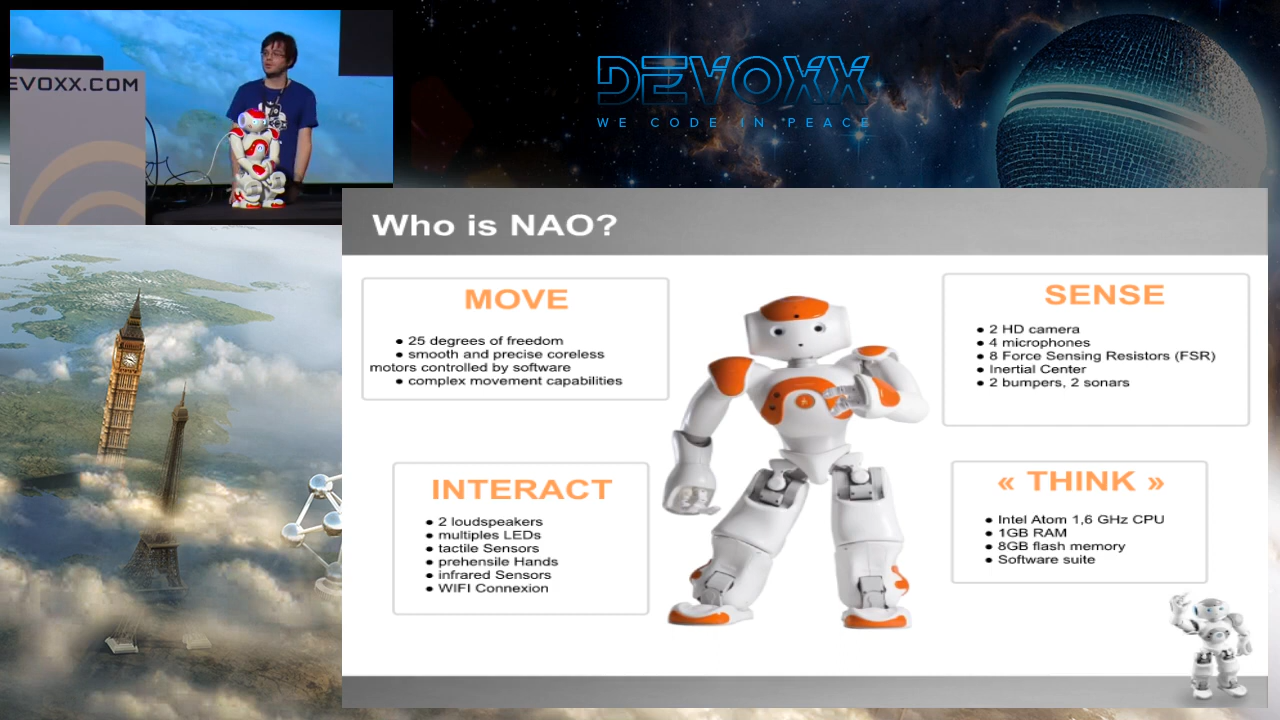 EVOXX.COM
DEVOXX
WE CODE IN PEACE
Who is NAO?
MOVE
● 25 degrees of freedom
● smooth and precise coreless
motors controlled by software
● complex movement capabilities
SENSE
● 2 HD camera
● 4 microphones
● 8 Force Sensing Resistors (FSR)
● Inertial Center
● 2 bumpers, 2 sonars
INTERACT
● 2 loudspeakers
● multiples LEDs
● tactile Sensors
● prehensile Hands
● infrared Sensors
● WIFI Connexion
« THINK »
● Intel Atom 1,6 GHz CPU
● 1GB RAM
● 8GB flash memory
● Software suite